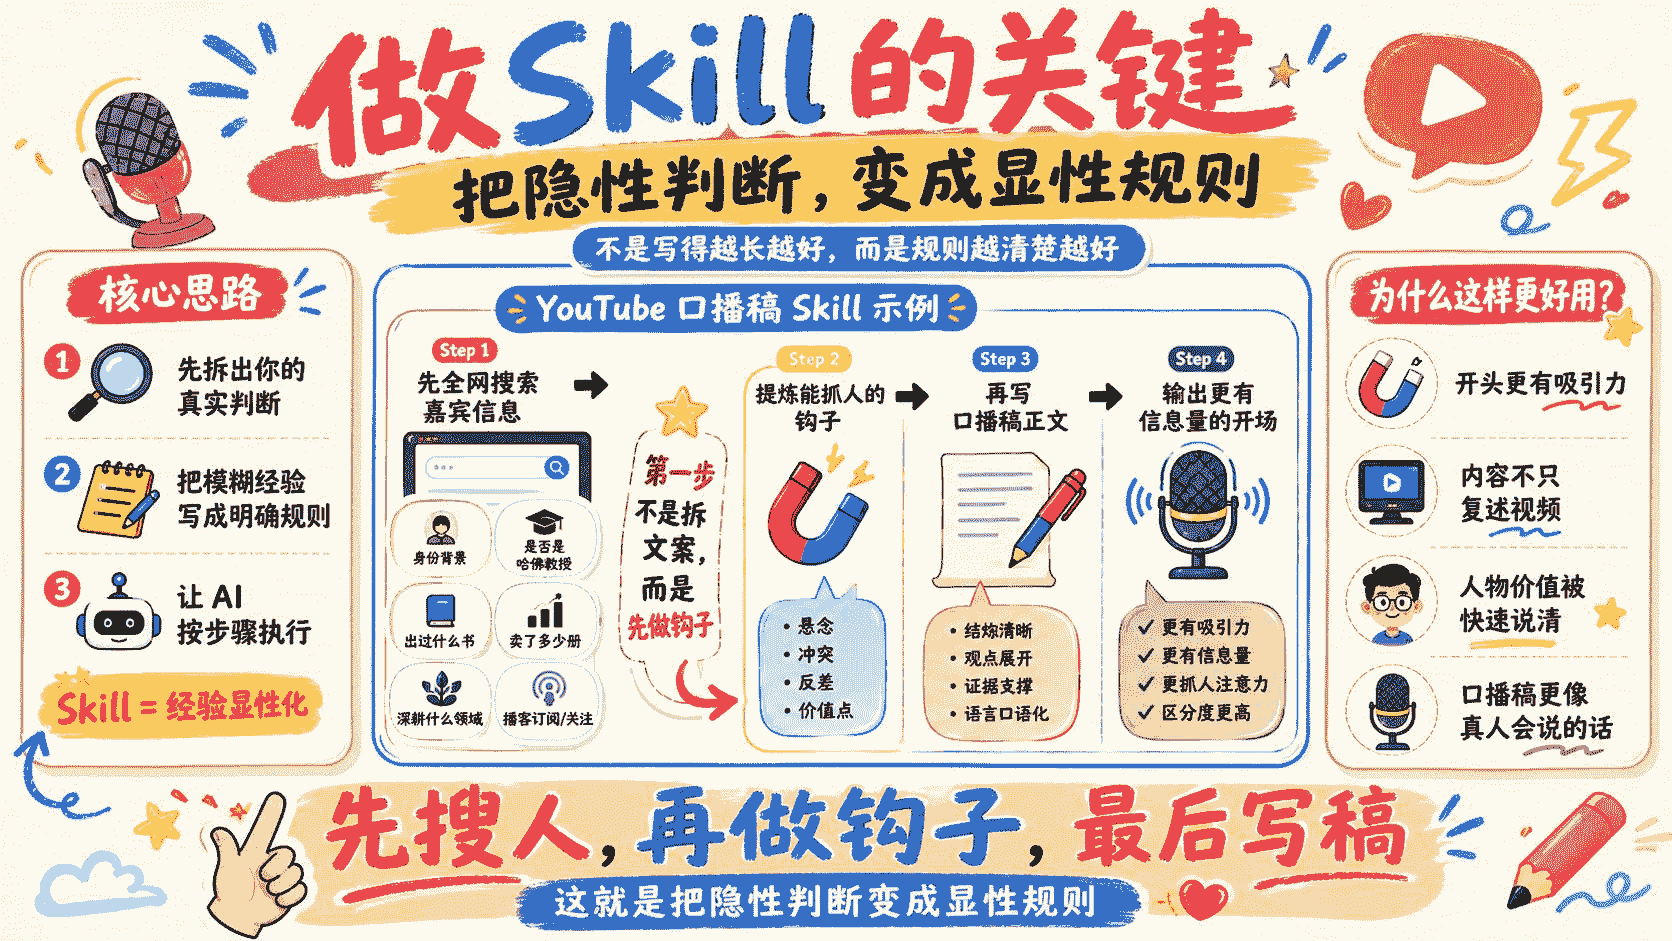 做Skill的关键
把隐性判断，变成显性规则
不是写得越长越好，而是规则越清楚越好
核心思路
1
先拆出你的
真实判断
2
把模糊经验
写成明确规则
3
让 AI
按步骤执行
Skill = 经验显性化
YouTube 口播稿 Skill 示例
Step 1
先全网搜索
嘉宾信息
身份背景
是否是
哈佛教授
出过什么书
卖了多少册
深耕什么领域
播客订阅/关注
第一步
不是拆
文案，
而是
先做钩子
Step 2
提炼能抓人的
钩子
• 悬念
• 冲突
• 反差
• 价值点
Step 3
再写
口播稿正文
• 结构清晰
• 观点展开
• 证据支撑
• 语言口语化
Step 4
输出更有
信息量的开场
✓ 更有吸引力
✓ 更有信息量
✓ 更抓人注意力
✓ 区分度更高
为什么这样更好用？
开头更有吸引力
内容不只
复述视频
人物价值被
快速说清
口播稿更像
真人会说的话
先搜人，再做钩子，最后写稿
这就是把隐性判断变成显性规则